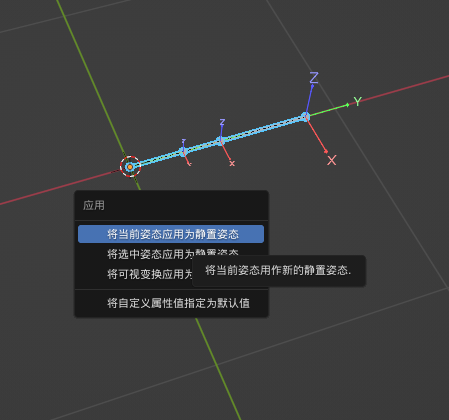 Z
Y
Z
X
X
应用
将当前姿态应用为静置姿态
将选中姿态应用为静置姿态
将可视变换应用为
将当前姿态用作新的静置姿态.
将自定义属性值指定为默认值